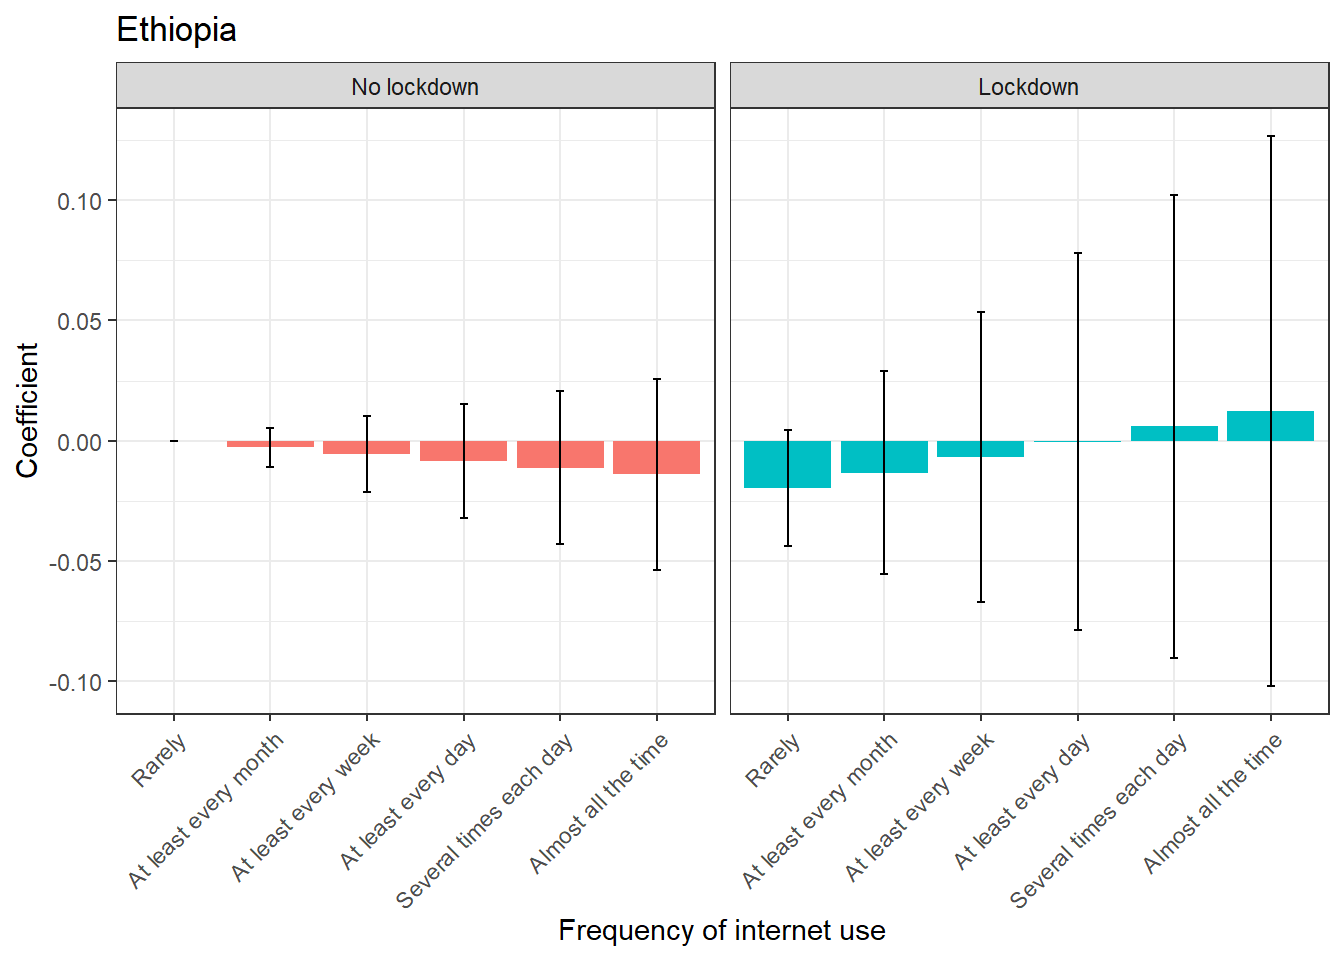 Ethiopia
No lockdown
Lockdown
Coefficient
0.10
0.05
0.00
-0.05
-0.10
Rarely
At least every month
At least every week
At least every day
Several times each day
Almost all the time
Rarely
At least every month
At least every week
At least every day
Several times each day
Almost all the time
Frequency of internet use